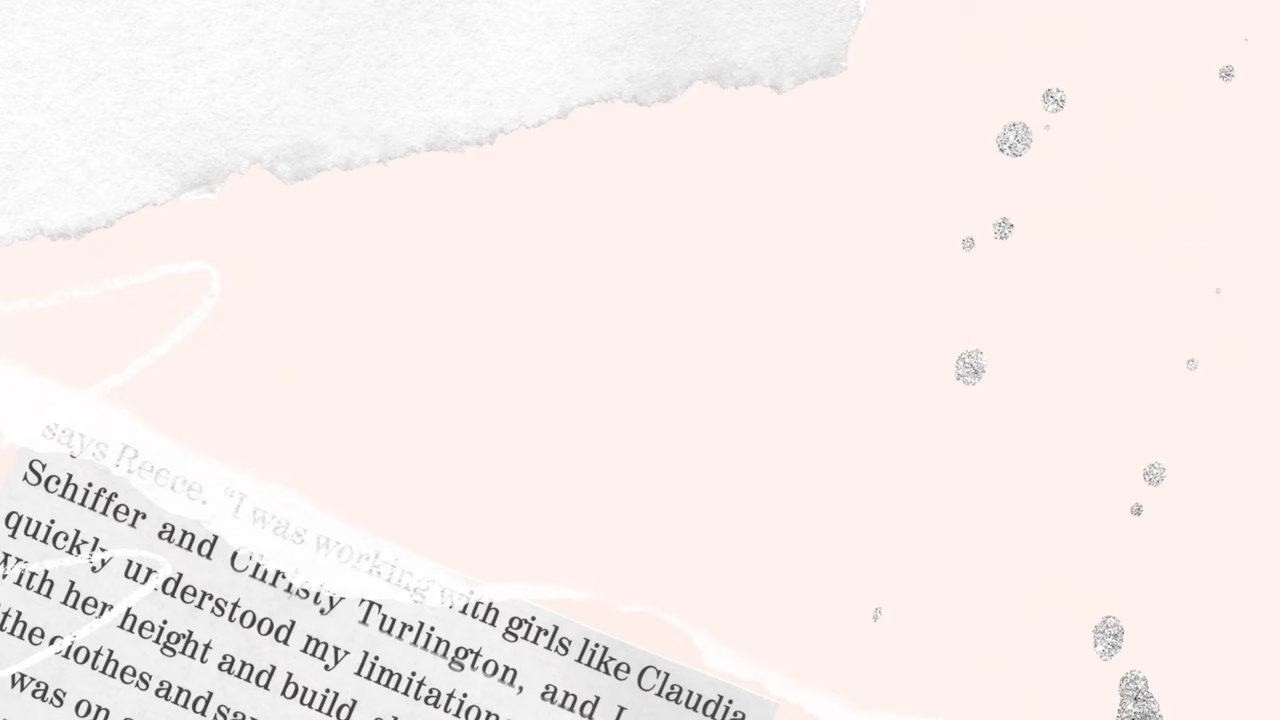 says Reece. “I was working with girls like Claudia
Schiffer and Christy Turlington, and I
quickly understood my limitations
With her height and build,
the clothes and say
was on